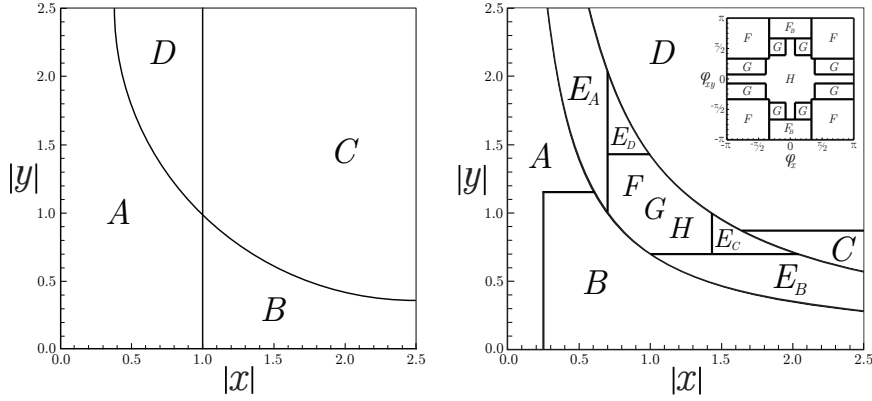 2.5
2.0
1.5
1.0
0.5
0.0
|y|
0.0 0.5 1.0 1.5 2.0 2.5
|x|
A
B
C
D
2.5
2.0
1.5
1.0
0.5
0.0
|y|
0.0 0.5 1.0 1.5 2.0 2.5
|x|
D
E_A
A
E_D
F
G
H
E_C
C
B
E_B
π
π/2
0
-π/2
-π
φ_xy
-π -π/2 0 π/2 π
φ_x
F F_B F
G G
G G
H
G G
G G
F F_B F